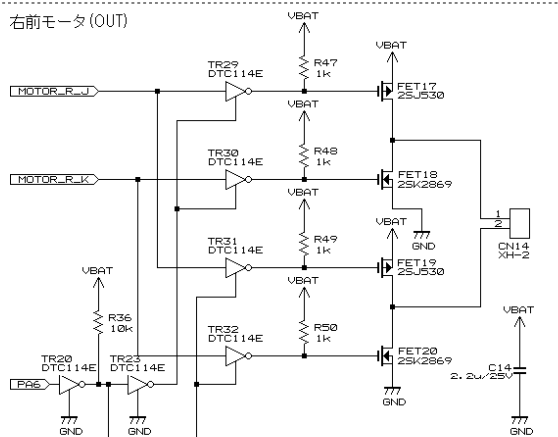 右前モータ(OUT)
VBAT
R47
1k
TR29
DTC114E
VBAT
FET17
2SJ530
MOTOR_R_J
VBAT
R48
1k
TR30
DTC114E
FET18
2SK2869
MOTOR_R_K
GND
1
2
CN14
XH-2
VBAT
R49
1k
TR31
DTC114E
VBAT
FET19
2SJ530
VBAT
R36
10k
VBAT
R50
1k
TR32
DTC114E
FET20
2SK2869
GND
VBAT
C14
2.2u/25V
GND
TR20
DTC114E
TR23
DTC114E
PA6
GND
GND